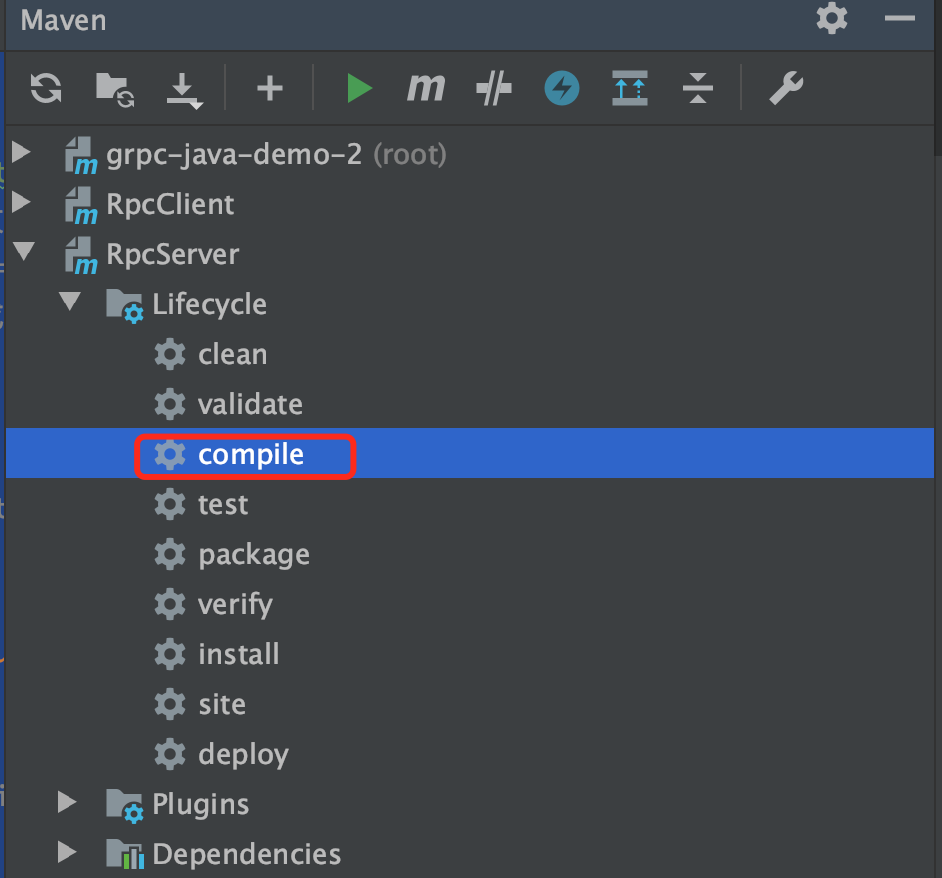 Maven
m
grpc-java-demo-2 (root)
RpcClient
RpcServer
Lifecycle
clean
validate
compile
test
package
verify
install
site
deploy
Plugins
Dependencies